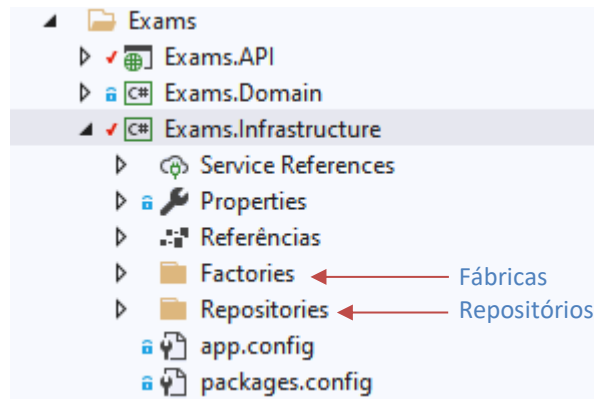 Exams
Exams.API
C# Exams.Domain
C# Exams.Infrastructure
Service References
Properties
Referências
Factories Fábricas
Repositories Repositórios
app.config
packages.config